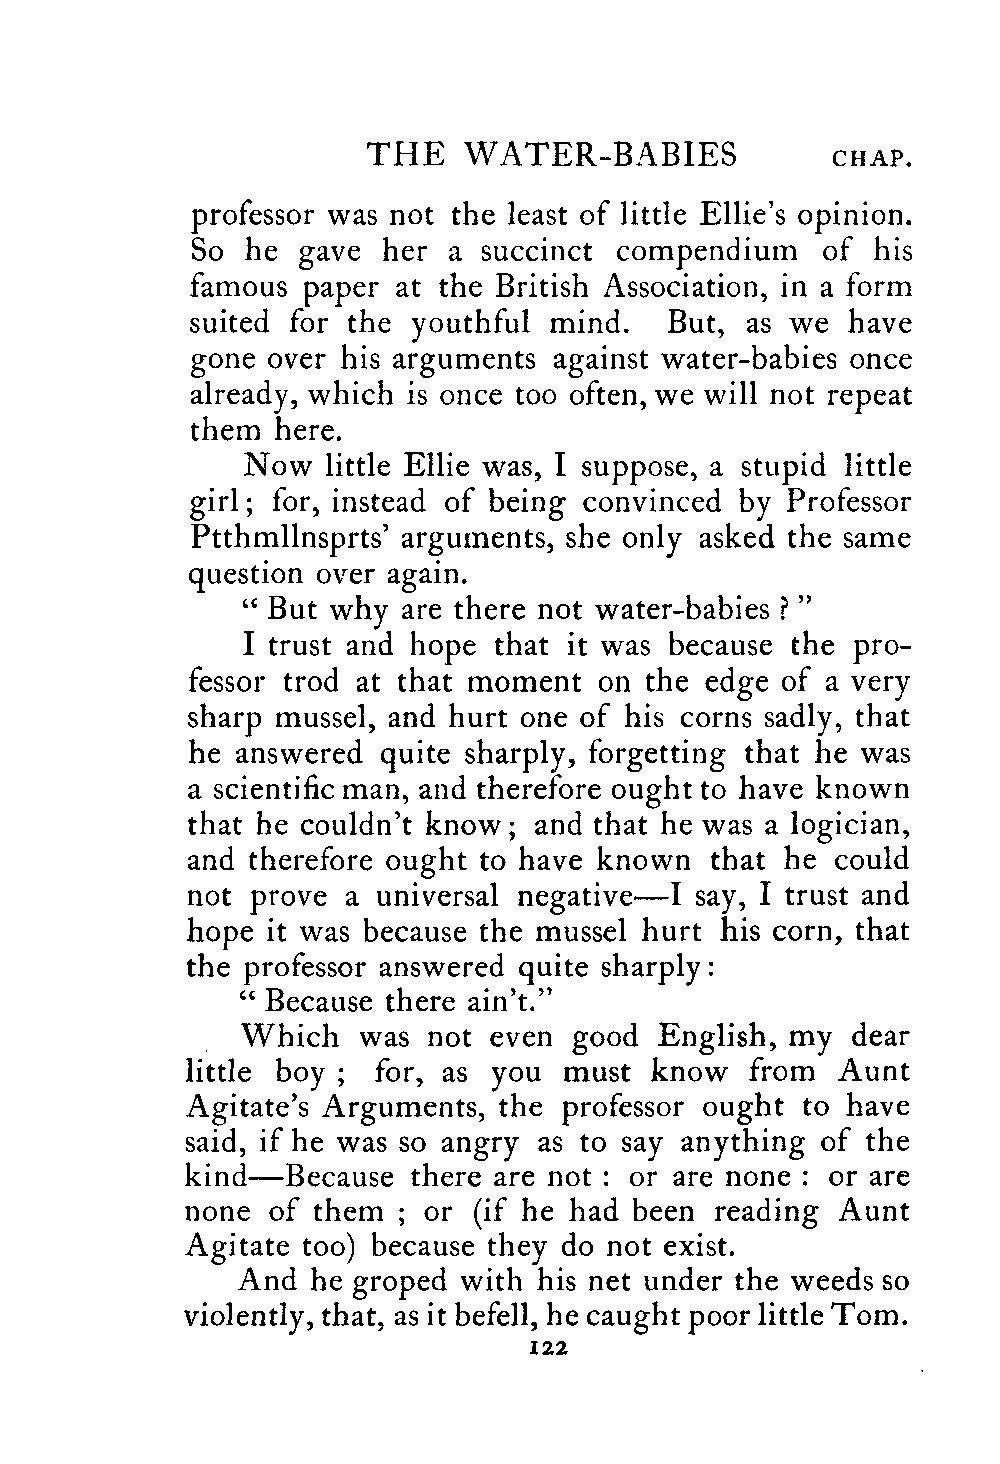 THE WATER-BABIES CHAP.
professor was not the least of little Ellie's opinion.
So he gave her a succinct compendium of his
famous paper at the British Association, in a form
suited for the youthful mind. But, as we have
gone over his arguments against water-babies once
already, which is once too often, we will not repeat
them here.
Now little Ellie was, I suppose, a stupid little
girl; for, instead of being convinced by Professor
Ptthmllnsprts' arguments, she only asked the same
question over again.
“ But why are there not water-babies ? ”
I trust and hope that it was because the pro-
fessor trod at that moment on the edge of a very
sharp mussel, and hurt one of his corns sadly, that
he answered quite sharply, forgetting that he was
a scientific man, and therefore ought to have known
that he couldn't know ; and that he was a logician,
and therefore ought to have known that he could
not prove a universal negative—I say, I trust and
hope it was because the mussel hurt his corn, that
the professor answered quite sharply:
“ Because there ain't.”
Which was not even good English, my dear
little boy ; for, as you must know from Aunt
Agitate's Arguments, the professor ought to have
said, if he was so angry as to say anything of the
kind—Because there are not : or are none : or are
none of them ; or (if he had been reading Aunt
Agitate too) because they do not exist.
And he groped with his net under the weeds so
violently, that, as it befell, he caught poor little Tom.
122